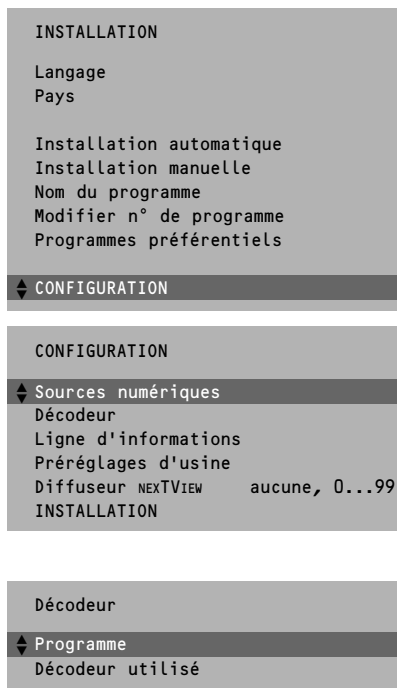 INSTALLATION
Langage
Pays
Installation automatique
Installation manuelle
Nom du programme
Modifier n° de programme
Programmes préférentiels
CONFIGURATION
CONFIGURATION
Sources numériques
Décodeur
Ligne d'informations
Préréglages d'usine
Diffuseur NEXTVIEW aucune, 0...99
INSTALLATION
Décodeur
Programme
Décodeur utilisé